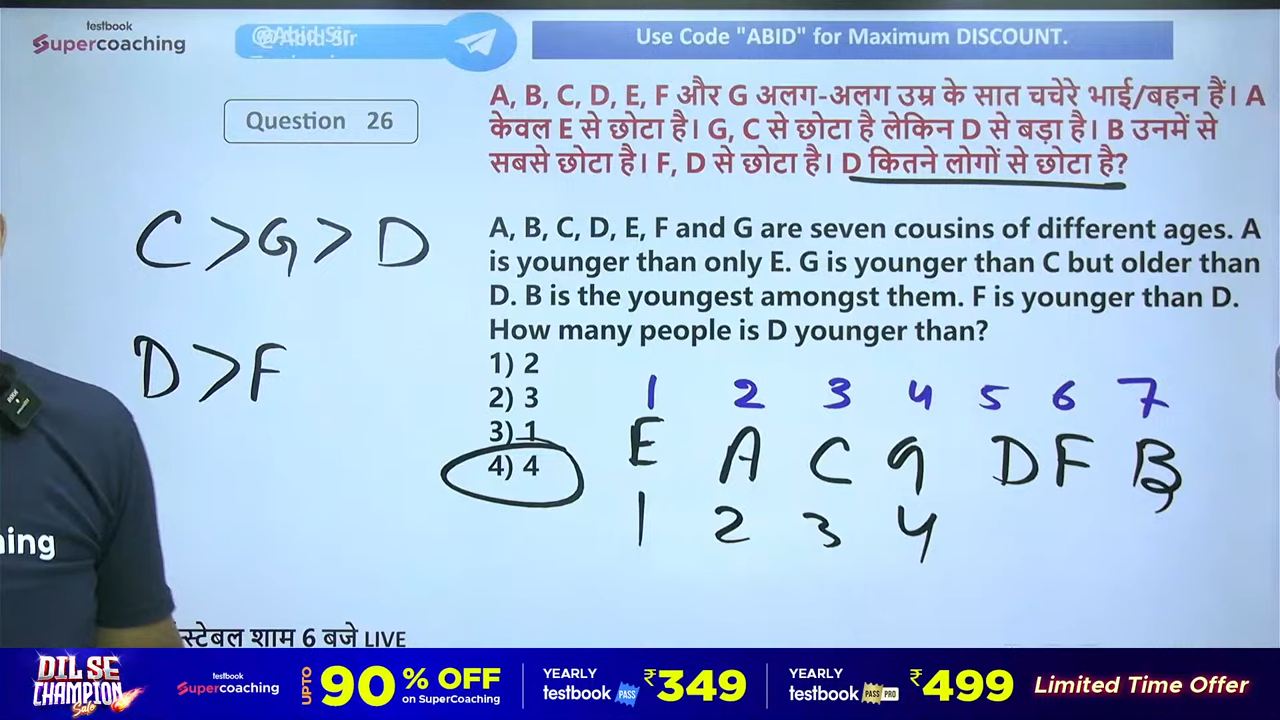 testbook
Supercoaching
@Abid Sir
Use Code "ABID" for Maximum DISCOUNT.
Question 26
A, B, C, D, E, F और G अलग-अलग उम्र के सात चचेरे भाई/बहन हैं। A
केवल E से छोटा है। G, C से छोटा है लेकिन D से बड़ा है। B उनमें से
सबसे छोटा है। F, D से छोटा है। D कितने लोगों से छोटा है?
A, B, C, D, E, F and G are seven cousins of different ages. A
is younger than only E. G is younger than C but older than
D. B is the youngest amongst them. F is younger than D.
How many people is D younger than?
1) 2
2) 3
3) 1
4) 4
C > G > D
D > F
1 2 3 4 5 6 7
E A C G D F B
1 2 3 4
ing
स्टेबल शाम 6 बजे LIVE
DIL SE
CHAMPION
Sale
testbook
Supercoaching
UPTO
90% OFF
on SuperCoaching
YEARLY
testbook PASS
₹349
YEARLY
testbook PASS PRO
₹499
Limited Time Offer